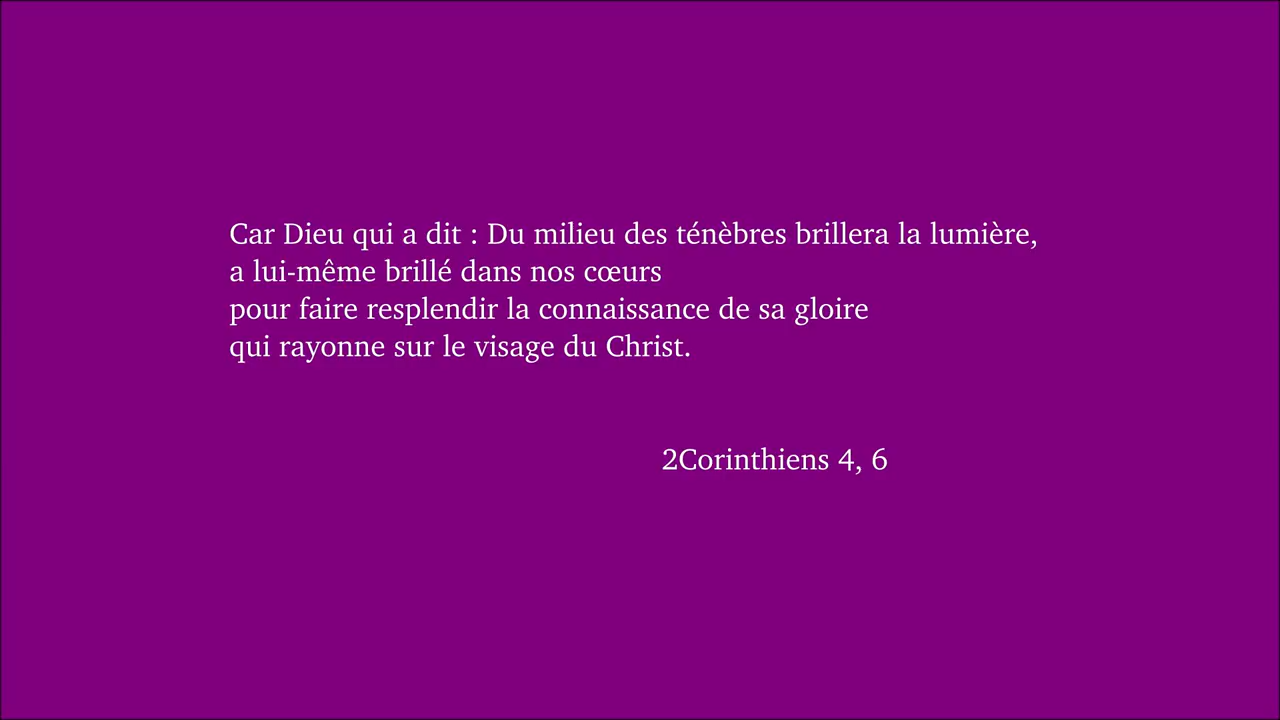 Car Dieu qui a dit : Du milieu des ténèbres brillera la lumière,
a lui-même brillé dans nos cœurs
pour faire resplendir la connaissance de sa gloire
qui rayonne sur le visage du Christ.
2Corinthiens 4, 6